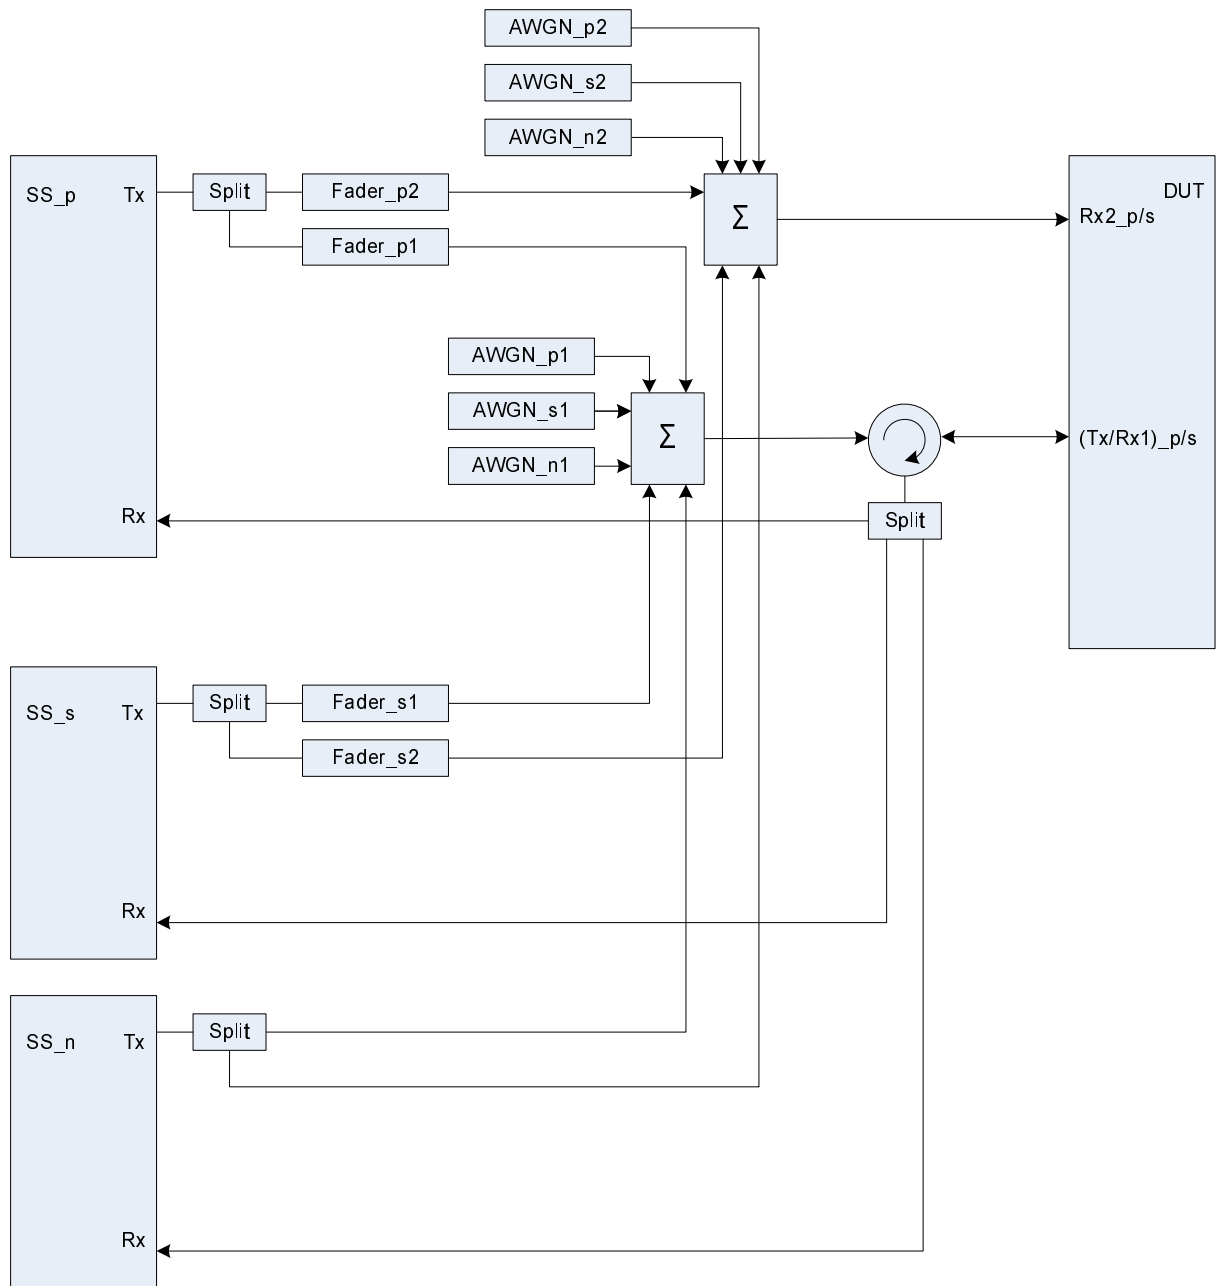 AWGN_p2
AWGN_s2
AWGN_n2
SS_p
Tx
Split
Fader_p2
Fader_p1
Σ
DUT
Rx2_p/s
AWGN_p1
AWGN_s1
AWGN_n1
Σ
(Tx/Rx1)_p/s
Rx
Split
SS_s
Tx
Split
Fader_s1
Fader_s2
Rx
SS_n
Tx
Split
Rx